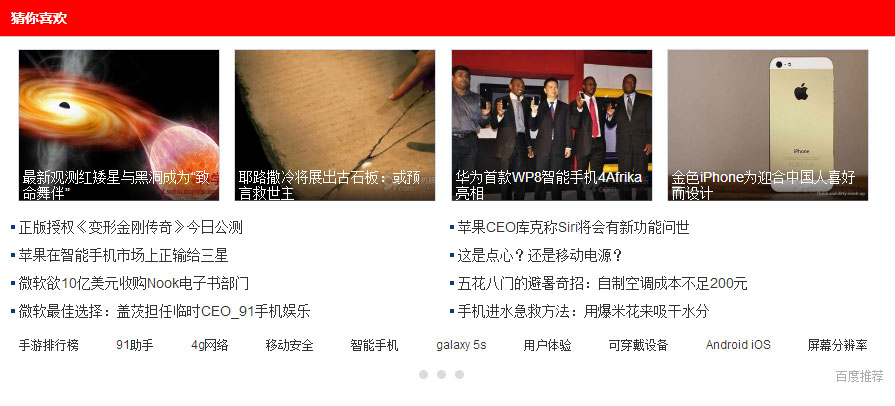 猜你喜欢
最新观测红矮星与黑洞成为“致
命舞伴”
耶路撒冷将展出古石板：或预
言救世主
华为首款WP8智能手机4Afrika
亮相
iPhone
金色iPhone为迎合中国人喜好
而设计
正版授权《变形金刚传奇》今日公测
苹果CEO库克称Siri将会有新功能问世
苹果在智能手机市场上正输给三星
这是点心？还是移动电源？
微软欲10亿美元收购Nook电子书部门
五花八门的避暑奇招：自制空调成本不足200元
微软最佳选择：盖茨担任临时CEO_91手机娱乐
手机进水急救方法：用爆米花来吸干水分
手游排行榜 91助手 4g网络 移动安全 智能手机 galaxy 5s 用户体验 可穿戴设备 Android iOS 屏幕分辨率
百度推荐